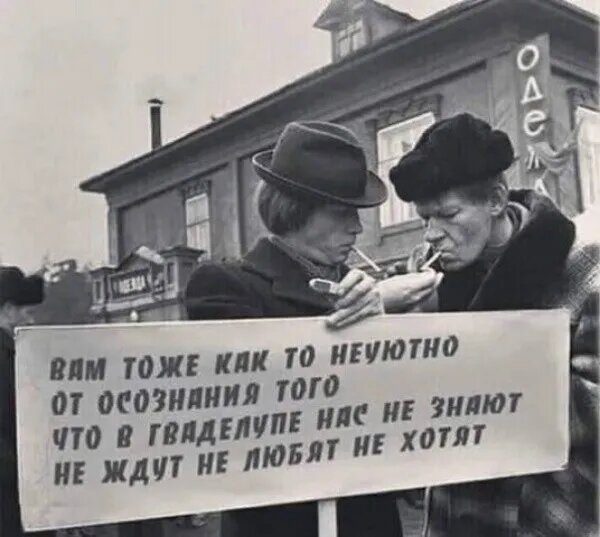 ОДЕЖДА
ВАМ ТОЖЕ КАК ТО НЕУЮТНО
ОТ ОСОЗНАНИЯ ТОГО
ЧТО В ГВАДЕЛУПЕ НАС НЕ ЗНАЮТ
НЕ ЖДУТ НЕ ЛЮБЯТ НЕ ХОТЯТ